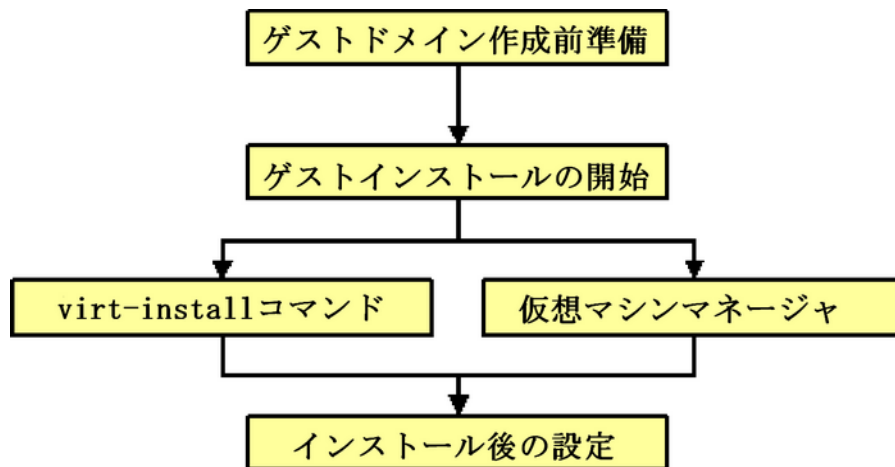 ゲストドメイン作成前準備
ゲストインストールの開始
virt-installコマンド
仮想マシンマネージャ
インストール後の設定